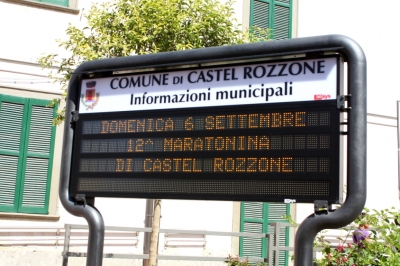 COMUNE DI CASTEL ROZZONE
Informazioni municipali
DOMENICA 6 SETTEMBRE
12^ MARATONINA
DI CASTEL ROZZONE